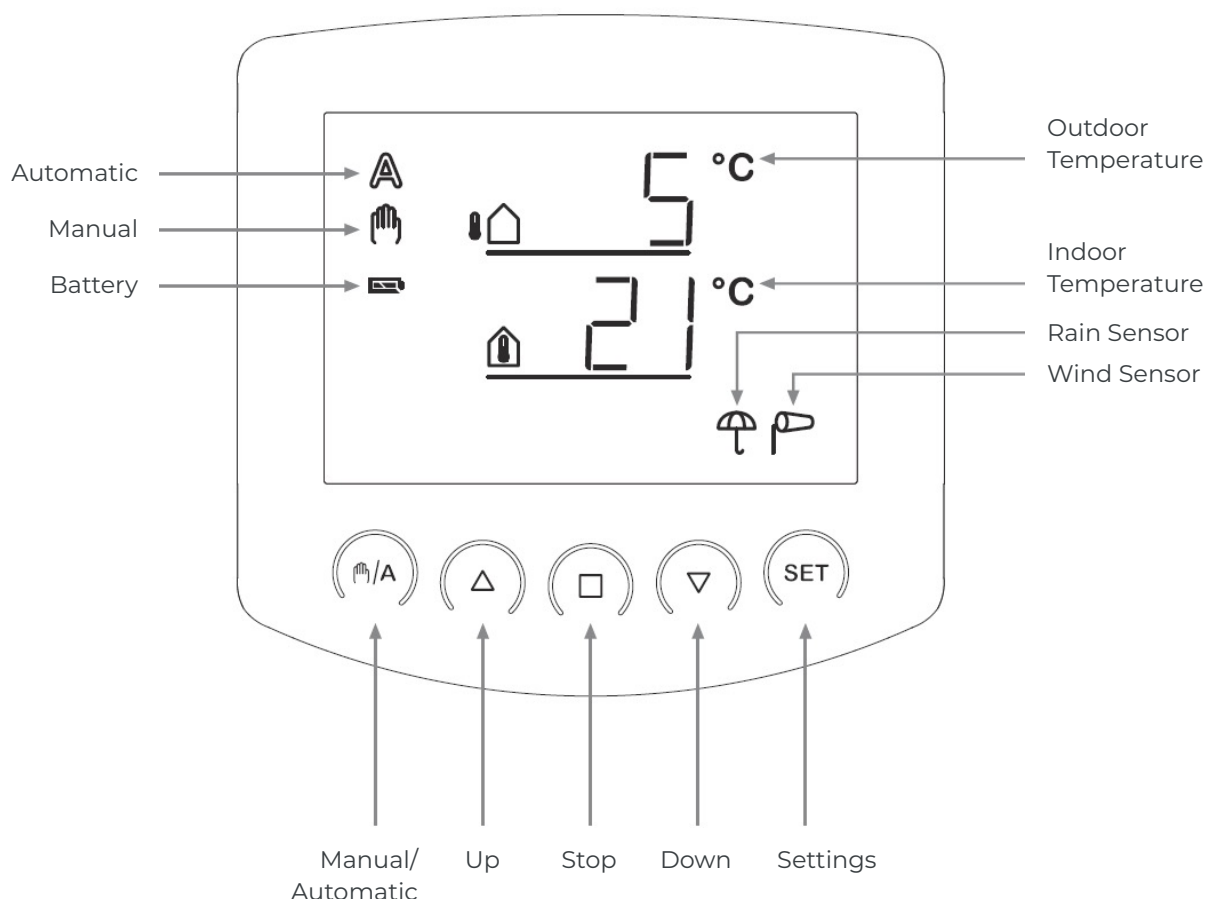 Outdoor
Temperature
Automatic
A
5 °C
Manual
Indoor
Temperature
Battery
21 °C
Rain Sensor
Wind Sensor
/A
SET
Manual/
Automatic
Up
Stop
Down
Settings